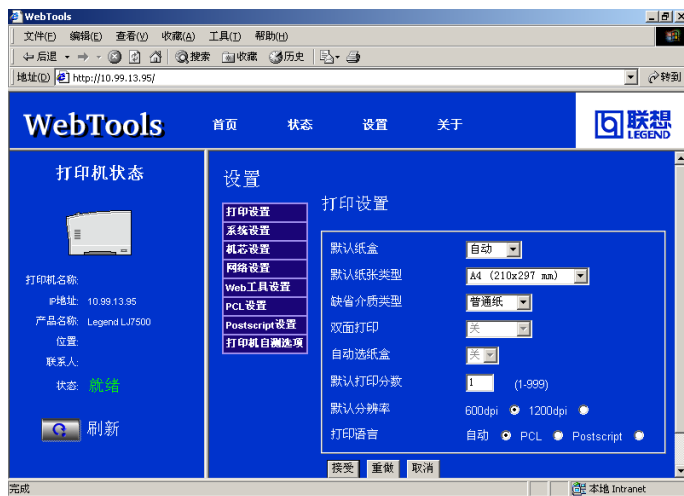 WebTools
文件(F) 编辑(E) 查看(V) 收藏(A) 工具(T) 帮助(H)
后退 搜索 收藏 历史
地址(D) http://10.99.13.95/ 转到
WebTools 首页 状态 设置 关于 联想 LEGEND
打印机状态
打印机名称:
IP地址: 10.99.13.95
产品名称: Legend LJ7500
位置:
联系人:
状态: 就绪
刷新
设置
打印设置
系统设置
机芯设置
网络设置
Web工具设置
PCL设置
Postscript设置
打印机自测选项
打印设置
默认纸盒 自动
默认纸张类型 A4 (210x297 mm)
缺省介质类型 普通纸
双面打印 关
自动选纸盒 关
默认打印分数 1 (1-999)
默认分辨率 600dpi 1200dpi
打印语言 自动 PCL Postscript
接受 重做 取消
完成 本地 Intranet